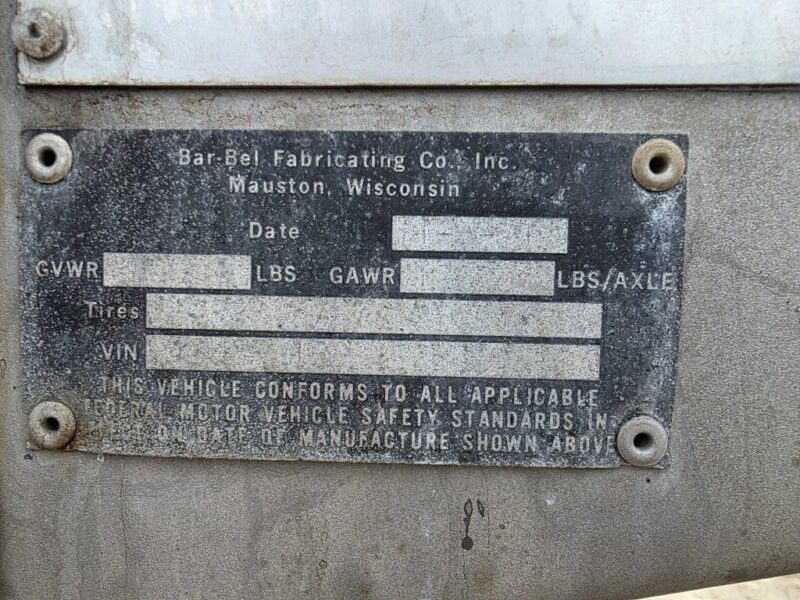 Bar-Bel Fabricating Co., Inc.
Mauston, Wisconsin
Date
GVWR LBS GAWR LBS/AXLE
Tires
VIN
THIS VEHICLE CONFORMS TO ALL APPLICABLE
FEDERAL MOTOR VEHICLE SAFETY STANDARDS IN
ON DATE OF MANUFACTURE SHOWN ABOVE